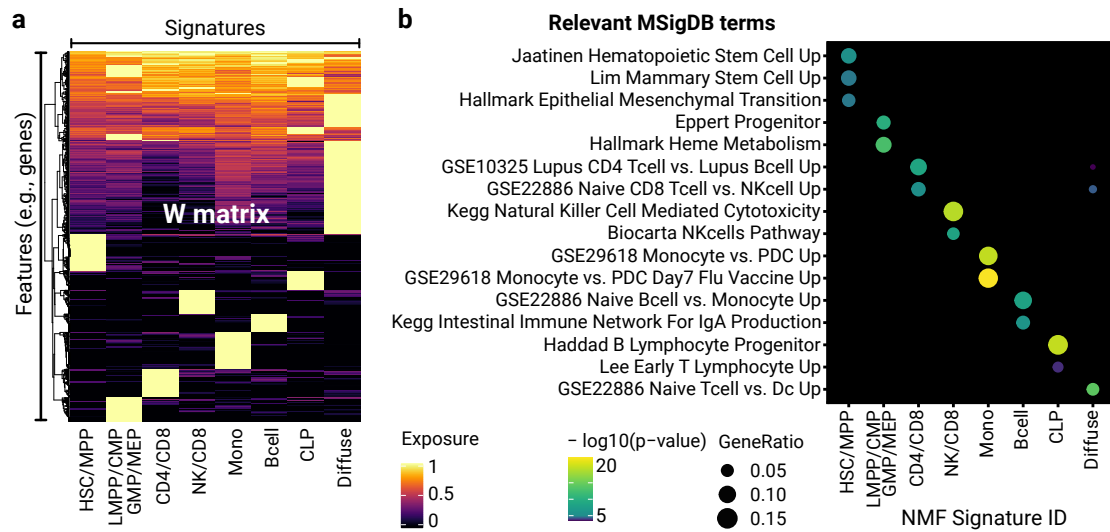 a
Signatures
Features (e.g., genes)
W matrix
HSC/MPP
LMPP/CMP
GMP/MEP
CD4/CD8
NK/CD8
Mono
Bcell
CLP
Diffuse
Exposure
1
0.5
0
b
Relevant MSigDB terms
Jaatinen Hematopoietic Stem Cell Up
Lim Mammary Stem Cell Up
Hallmark Epithelial Mesenchymal Transition
Eppert Progenitor
Hallmark Heme Metabolism
GSE10325 Lupus CD4 Tcell vs. Lupus Bcell Up
GSE22886 Naive CD8 Tcell vs. NKcell Up
Kegg Natural Killer Cell Mediated Cytotoxicity
Biocarta NKcells Pathway
GSE29618 Monocyte vs. PDC Up
GSE29618 Monocyte vs. PDC Day7 Flu Vaccine Up
GSE22886 Naive Bcell vs. Monocyte Up
Kegg Intestinal Immune Network For IgA Production
Haddad B Lymphocyte Progenitor
Lee Early T Lymphocyte Up
GSE22886 Naive Tcell vs. Dc Up
− log10(p-value)
20
5
GeneRatio
0.05
0.10
0.15
HSC/MPP
LMPP/CMP
GMP/MEP
CD4/CD8
NK/CD8
Mono
Bcell
CLP
Diffuse
NMF Signature ID